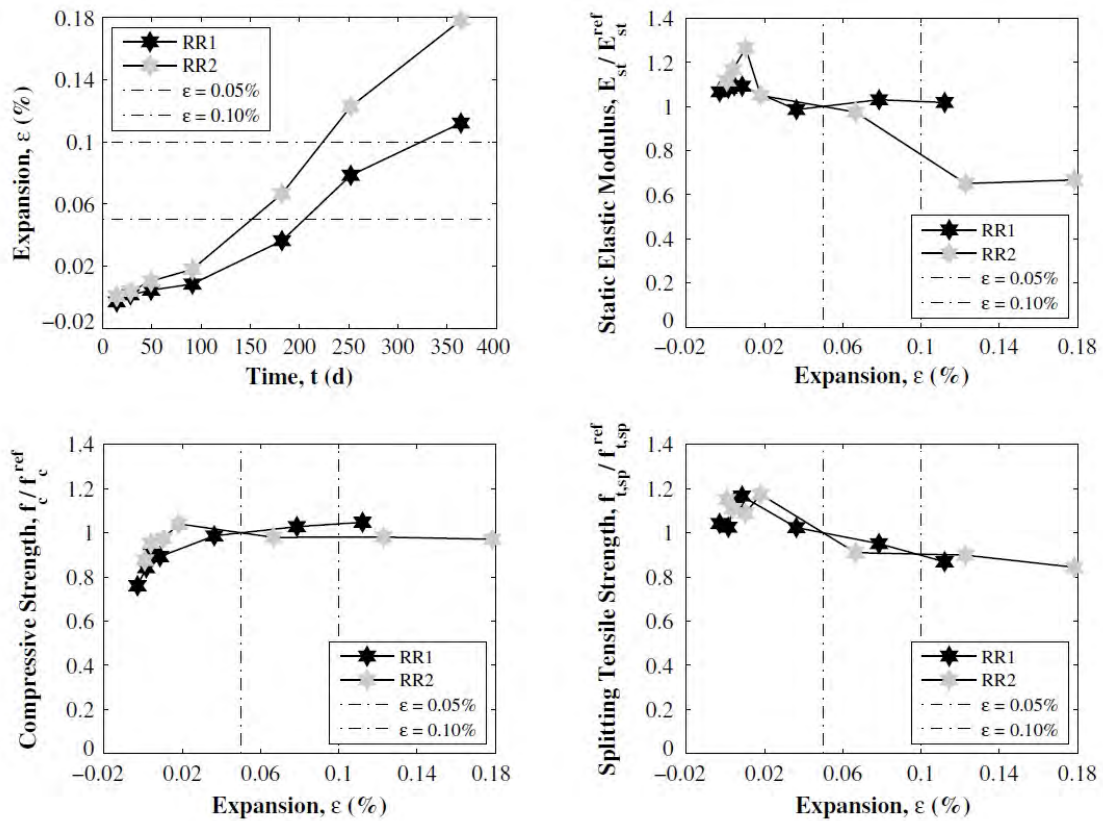 0.18
0.14
0.1
0.06
0.02
−0.02
Expansion, ε (%)
RR1
RR2
ε = 0.05%
ε = 0.10%
0 50 100 150 200 250 300 350 400
Time, t (d)
1.4
1.2
1
0.8
0.6
0.4
0.2
0
Static Elastic Modulus, E_st / E_st^ref
RR1
RR2
ε = 0.05%
ε = 0.10%
−0.02 0.02 0.06 0.1 0.14 0.18
Expansion, ε (%)
1.4
1.2
1
0.8
0.6
0.4
0.2
0
Compressive Strength, f_c / f_c^ref
RR1
RR2
ε = 0.05%
ε = 0.10%
−0.02 0.02 0.06 0.1 0.14 0.18
Expansion, ε (%)
1.4
1.2
1
0.8
0.6
0.4
0.2
0
Splitting Tensile Strength, f_t,sp / f_t,sp^ref
RR1
RR2
ε = 0.05%
ε = 0.10%
−0.02 0.02 0.06 0.1 0.14 0.18
Expansion, ε (%)